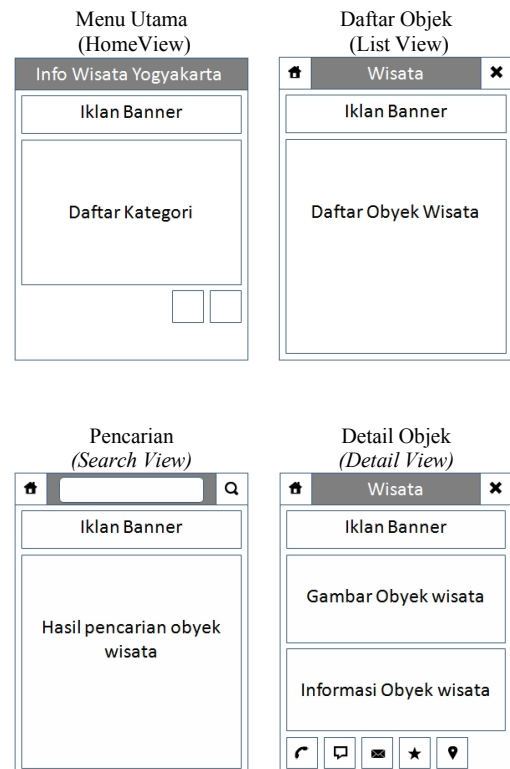 Menu Utama
(HomeView)
Info Wisata Yogyakarta
Iklan Banner
Daftar Kategori
Daftar Objek
(List View)
Wisata
Iklan Banner
Daftar Obyek Wisata
Pencarian
(Search View)
Iklan Banner
Hasil pencarian obyek
wisata
Detail Objek
(Detail View)
Wisata
Iklan Banner
Gambar Obyek wisata
Informasi Obyek wisata